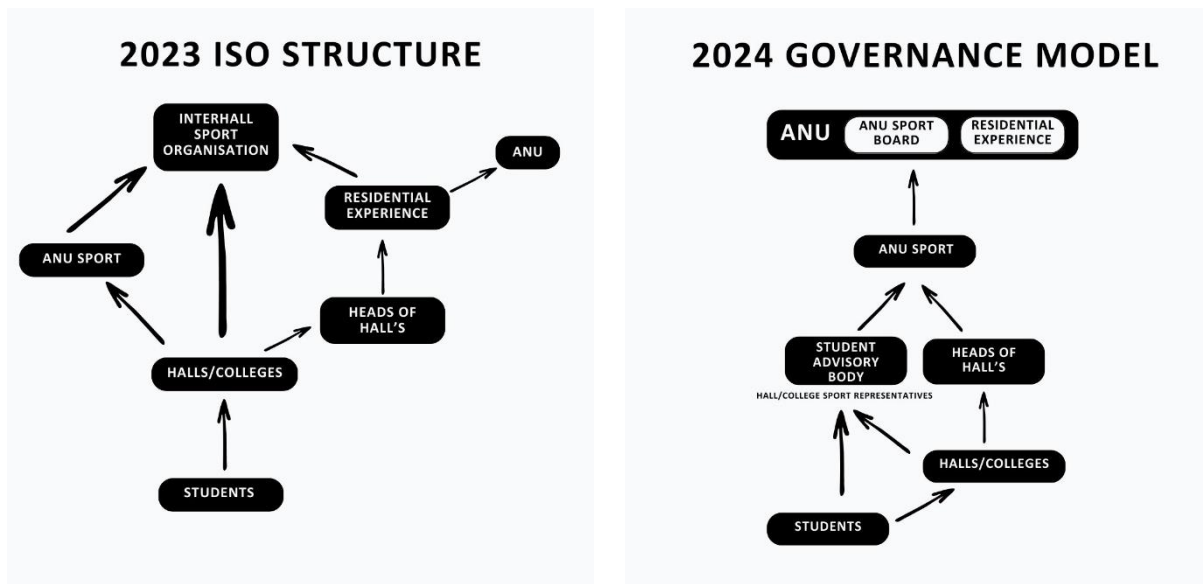 2023 ISO STRUCTURE
INTERHALL
SPORT
ORGANISATION
ANU
RESIDENTIAL
EXPERIENCE
ANU SPORT
HEADS OF
HALL'S
HALLS/COLLEGES
STUDENTS
2024 GOVERNANCE MODEL
ANU
ANU SPORT
BOARD
RESIDENTIAL
EXPERIENCE
ANU SPORT
STUDENT
ADVISORY
BODY
HALL/COLLEGE SPORT REPRESENTATIVES
HEADS OF
HALL'S
HALLS/COLLEGES
STUDENTS